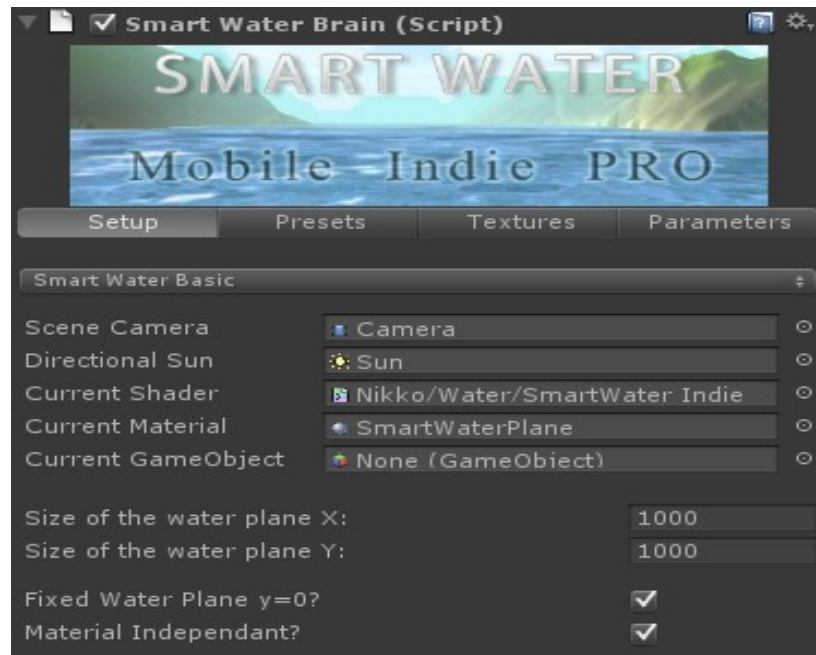 Smart Water Brain (Script)
SMART WATER
Mobile Indie PRO
Setup Presets Textures Parameters
Smart Water Basic
Scene Camera Camera
Directional Sun Sun
Current Shader Nikko/Water/SmartWater Indie
Current Material SmartWaterPlane
Current GameObject None (GameObject)
Size of the water plane X: 1000
Size of the water plane Y: 1000
Fixed Water Plane y=0?
Material Independant?